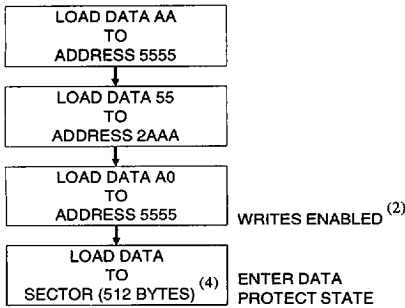 LOAD DATA AA
TO
ADDRESS 5555
LOAD DATA 55
TO
ADDRESS 2AAA
LOAD DATA A0
TO
ADDRESS 5555
WRITES ENABLED (2)
LOAD DATA
TO
SECTOR (512 BYTES) (4)
ENTER DATA
PROTECT STATE